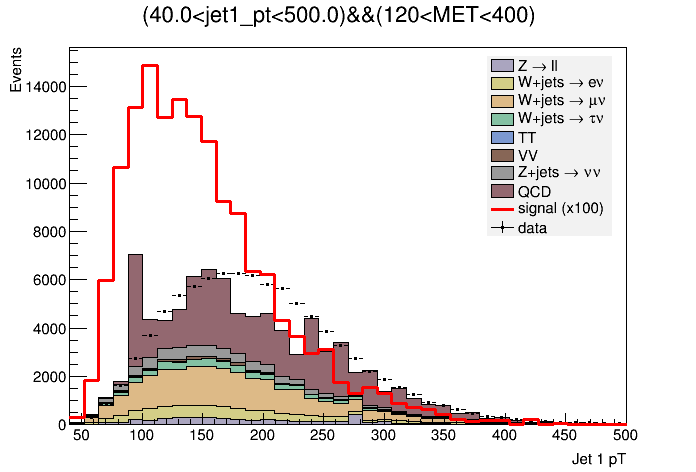 (40.0<jet1_pt<500.0)&&(120<MET<400)
Events
14000
12000
10000
8000
6000
4000
2000
0
50 100 150 200 250 300 350 400 450 500
Jet 1 pT
Z → ll
W+jets → eν
W+jets → μν
W+jets → τν
TT
VV
Z+jets → νν
QCD
signal (x100)
data